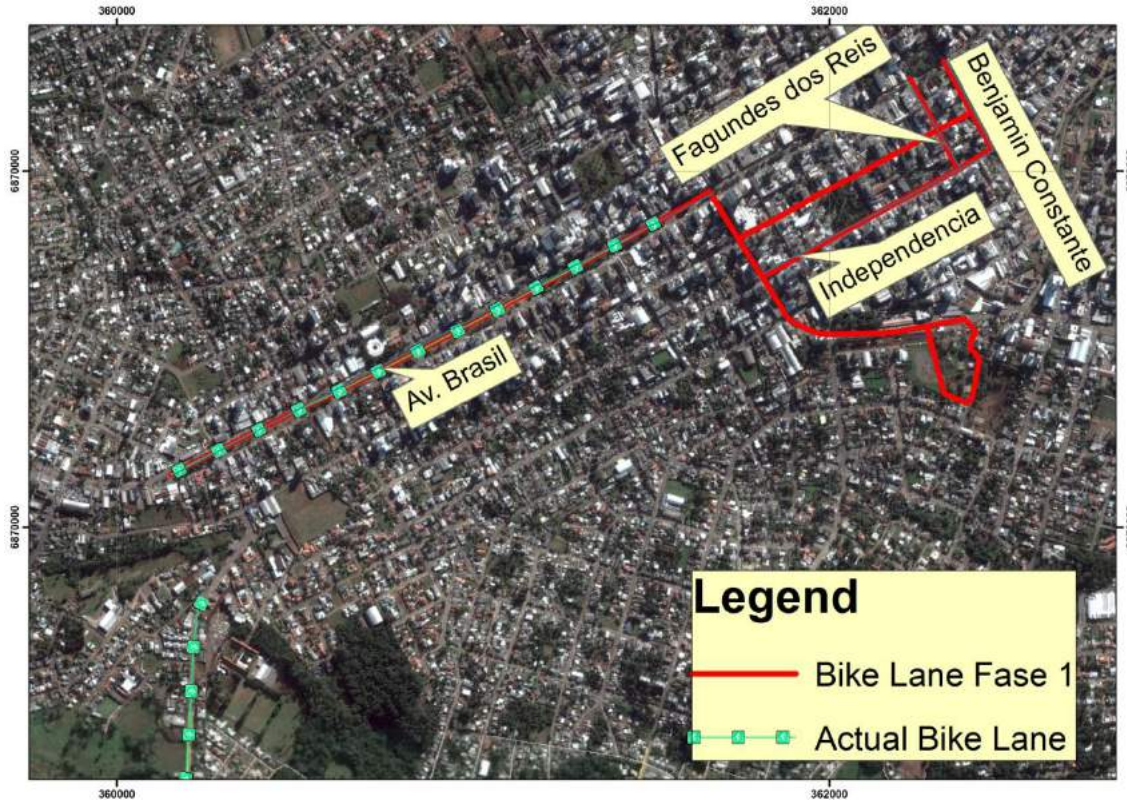 360000
362000
Fagundes dos Reis
Benjamin Constante
6870000
Independencia
Av. Brasil
6870000
Legend
Bike Lane Fase 1
Actual Bike Lane
360000
362000